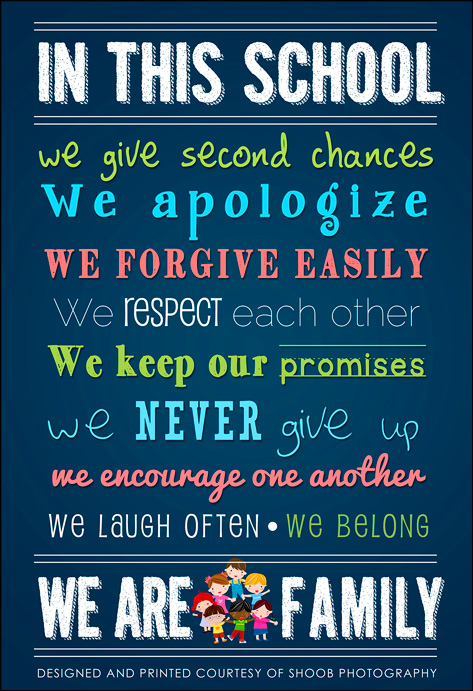 IN THIS SCHOOL
we give second chances
We apologize
WE FORGIVE EASILY
We respect each other
We keep our promises
we NEVER give up
we encourage one another
WE LAUGH OFTEN • WE BELONG
WE ARE FAMILY
DESIGNED AND PRINTED COURTESY OF SHOOB PHOTOGRAPHY